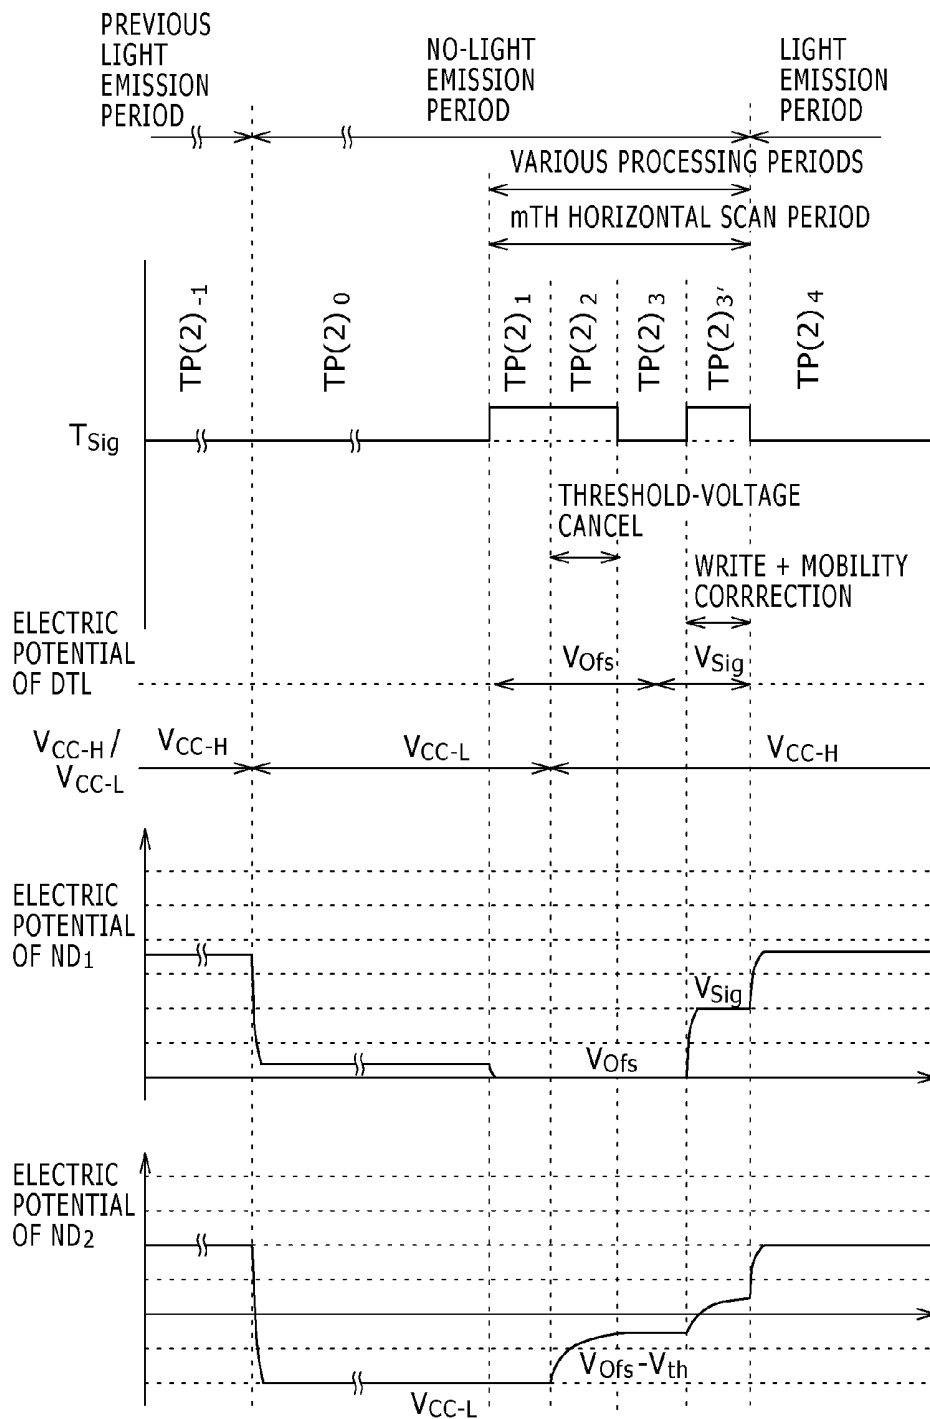 PREVIOUS
LIGHT
EMISSION
PERIOD
NO-LIGHT
EMISSION
PERIOD
LIGHT
EMISSION
PERIOD
VARIOUS PROCESSING PERIODS
mTH HORIZONTAL SCAN PERIOD
TP(2)-1
TP(2)0
TP(2)1
TP(2)2
TP(2)3
TP(2)3′
TP(2)4
TSig
THRESHOLD-VOLTAGE
CANCEL
WRITE + MOBILITY
CORRRECTION
ELECTRIC
POTENTIAL
OF DTL
VOfs
VSig
VCC-H /
VCC-L
VCC-H
VCC-L
VCC-H
ELECTRIC
POTENTIAL
OF ND1
VSig
VOfs
ELECTRIC
POTENTIAL
OF ND2
VOfs-Vth
VCC-L